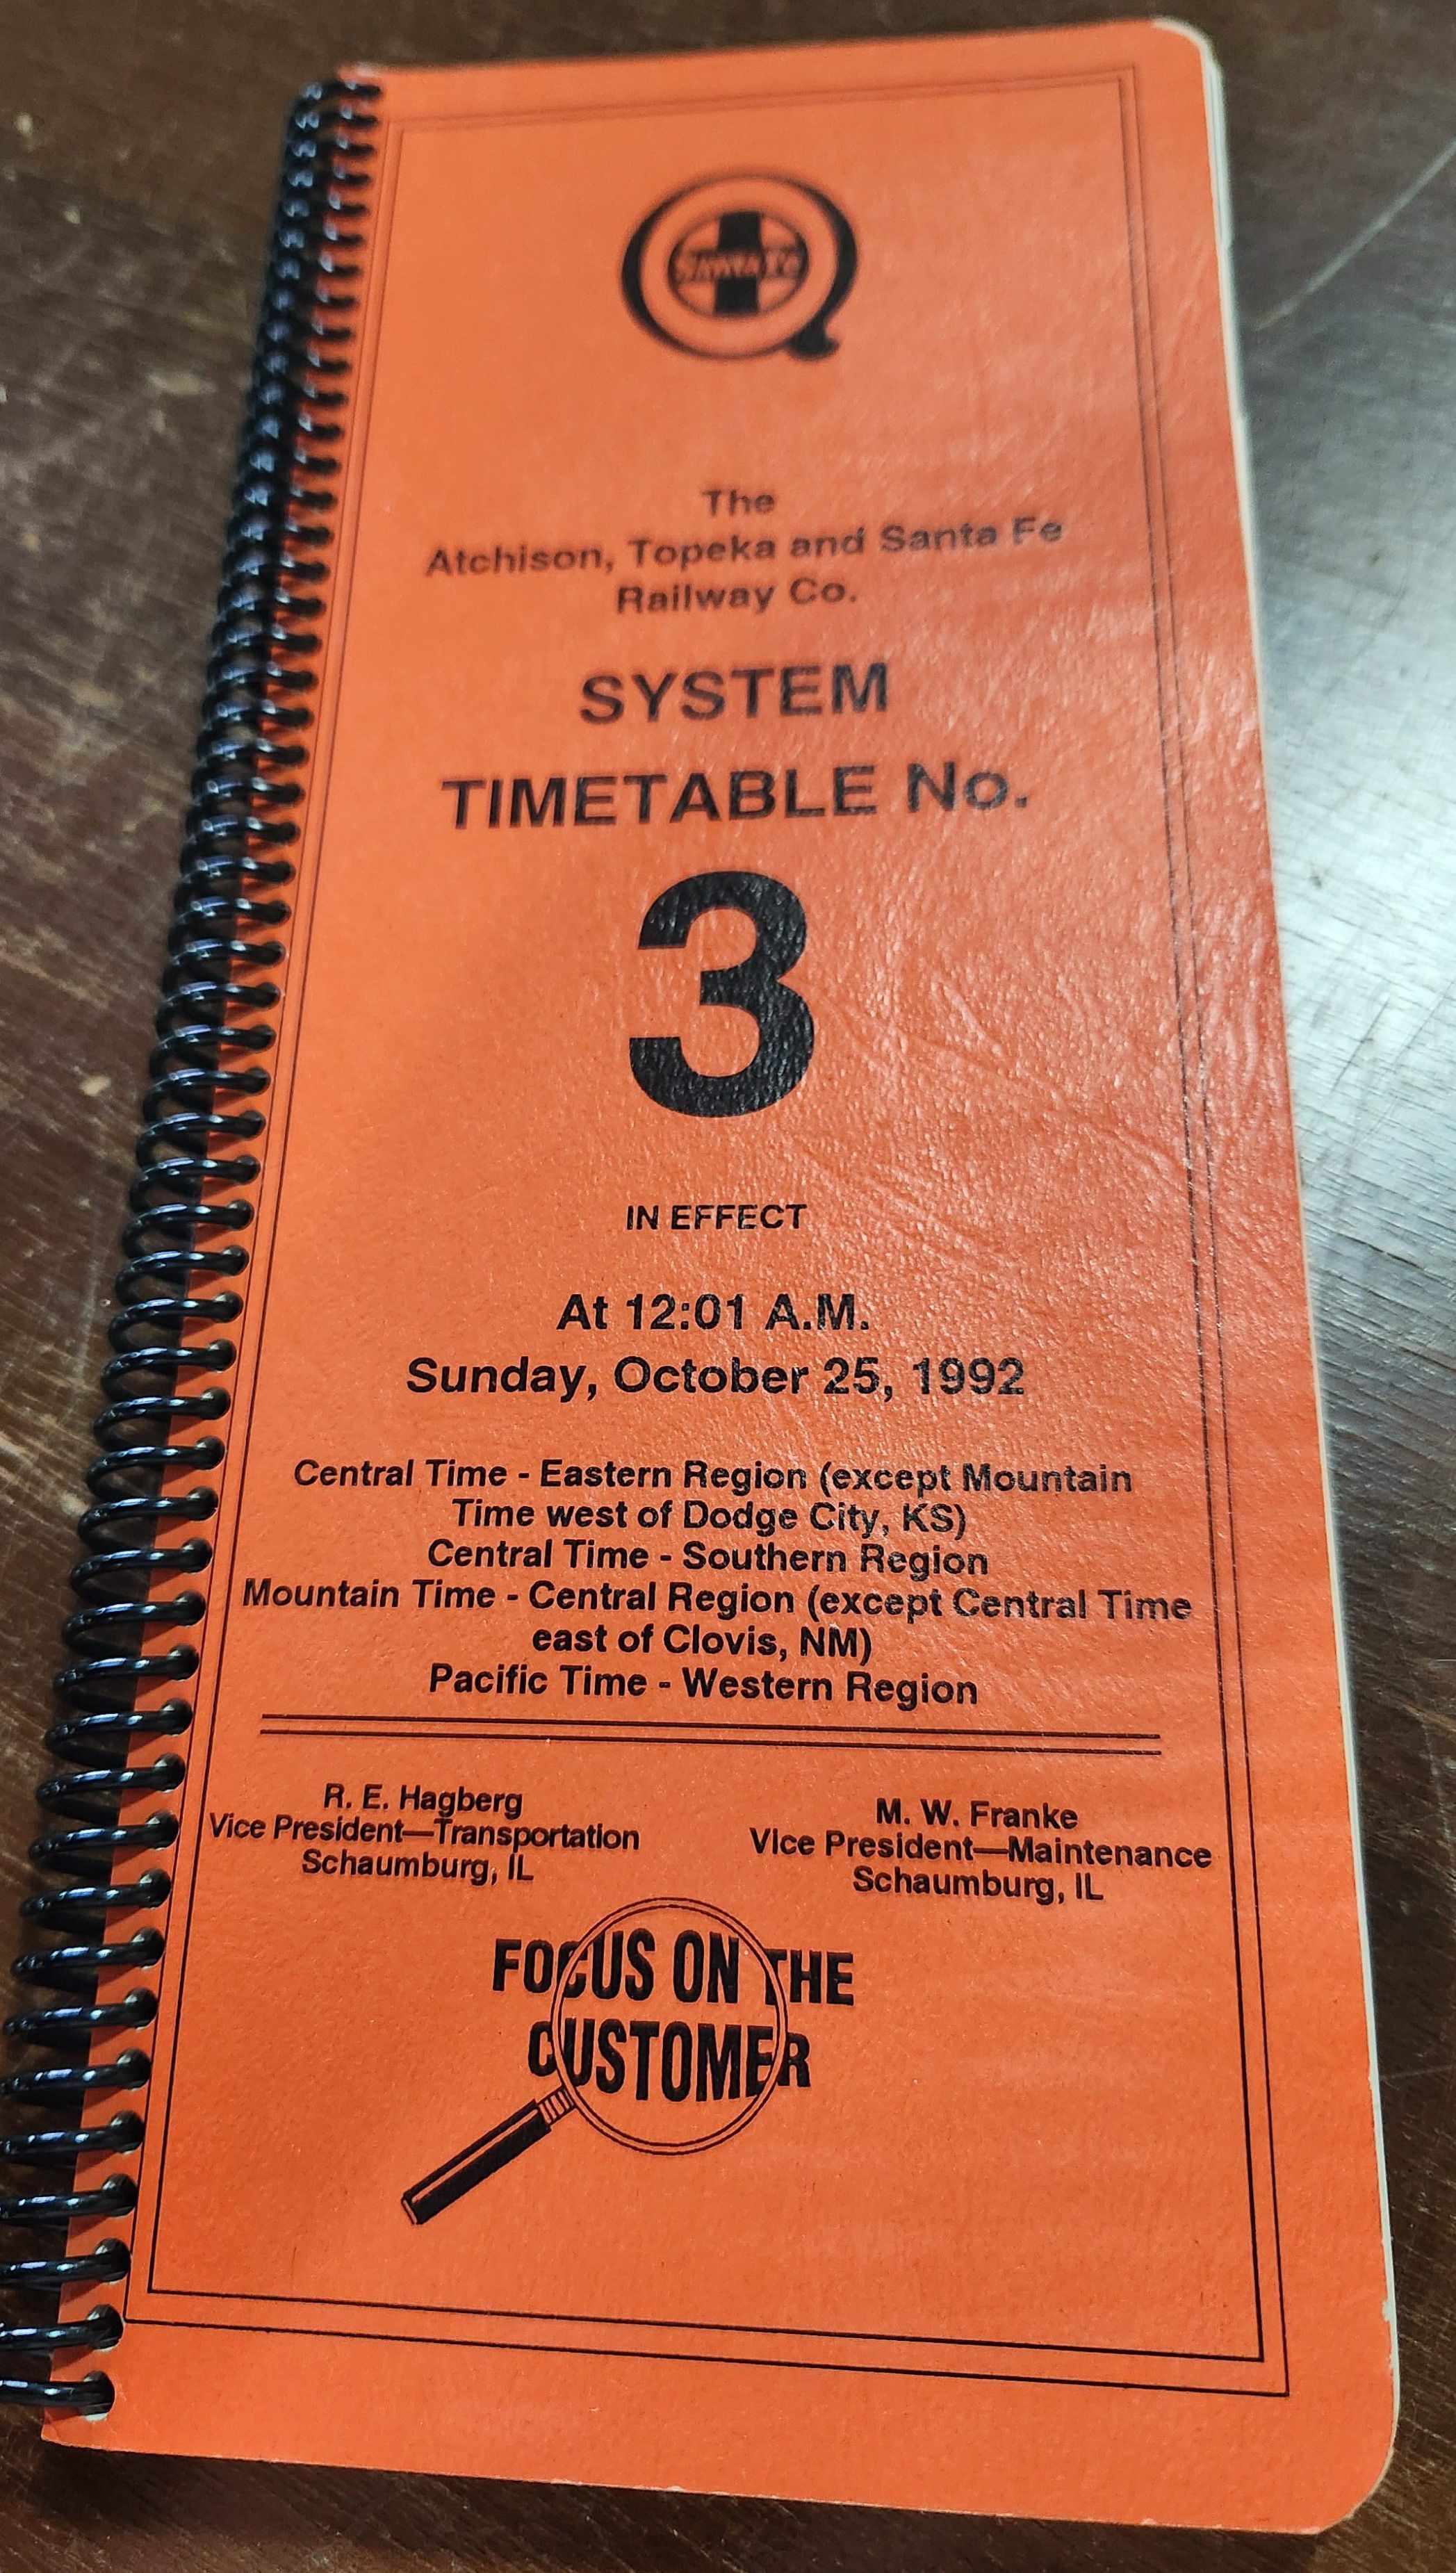 Q
Santa Fe
The
Atchison, Topeka and Santa Fe
Railway Co.
SYSTEM
TIMETABLE No.
3
IN EFFECT
At 12:01 A.M.
Sunday, October 25, 1992
Central Time - Eastern Region (except Mountain
Time west of Dodge City, KS)
Central Time - Southern Region
Mountain Time - Central Region (except Central Time
east of Clovis, NM)
Pacific Time - Western Region
R. E. Hagberg
Vice President—Transportation
Schaumburg, IL
M. W. Franke
Vice President—Maintenance
Schaumburg, IL
FOCUS ON THE
CUSTOMER